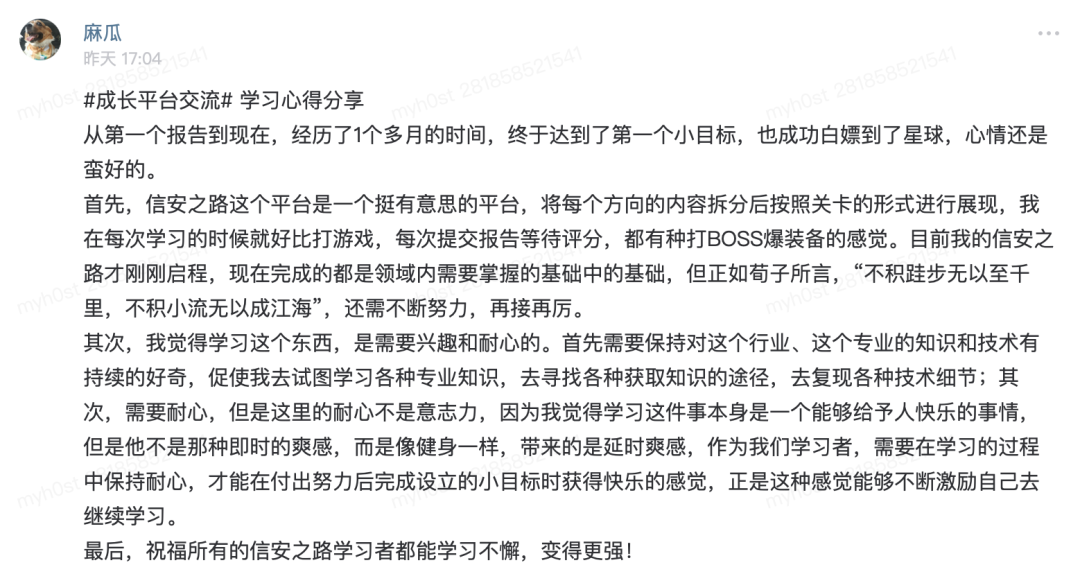 麻瓜
昨天 17:04
#成长平台交流# 学习心得分享
从第一个报告到现在，经历了1个多月的时间，终于达到了第一个小目标，也成功白嫖到了星球，心情还是
蛮好的。
首先，信安之路这个平台是一个挺有意思的平台，将每个方向的内容拆分后按照关卡的形式进行展现，我
在每次学习的时候就好比打游戏，每次提交报告等待评分，都有种打BOSS爆装备的感觉。目前我的信安之
路才刚刚启程，现在完成的都是领域内需要掌握的基础中的基础，但正如荀子所言，“不积跬步无以至千
里，不积小流无以成江海”，还需不断努力，再接再厉。
其次，我觉得学习这个东西，是需要兴趣和耐心的。首先需要保持对这个行业、这个专业的知识和技术有
持续的好奇，促使我去试图学习各种专业知识，去寻找各种获取知识的途径，去复现各种技术细节；其
次，需要耐心，但是这里的耐心不是意志力，因为我觉得学习这件事本身是一个能够给予人快乐的事情，
但是他不是那种即时的爽感，而是像健身一样，带来的是延时爽感，作为我们学习者，需要在学习的过程
中保持耐心，才能在付出努力后完成设立的小目标时获得快乐的感觉，正是这种感觉能够不断激励自己去
继续学习。
最后，祝福所有的信安之路学习者都能学习不懈，变得更强！
myh0st 281858521541
myh0st 281858521541
myh0st 281858521541
myh0st 281858521541
myh0st 281858521541
myh0st 281858521541
myh0st 281858521541
myh0st 281858521541
myh0st 281858521541